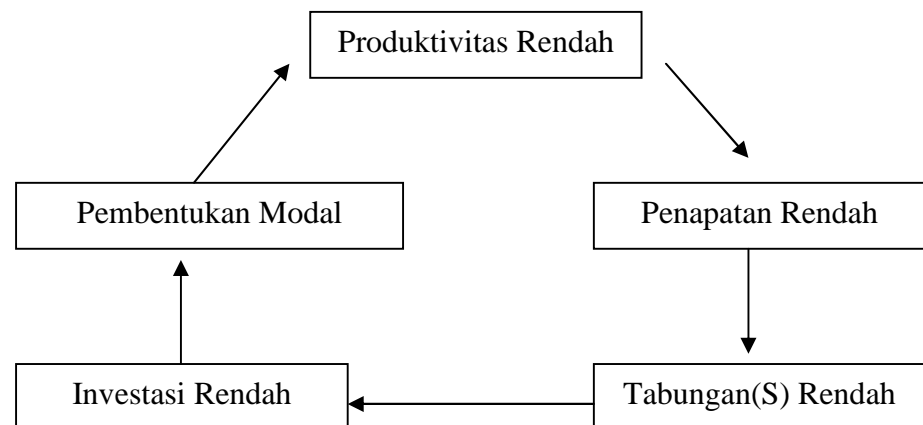 Produktivitas Rendah
Pembentukan Modal
Penapatan Rendah
Investasi Rendah
Tabungan(S) Rendah